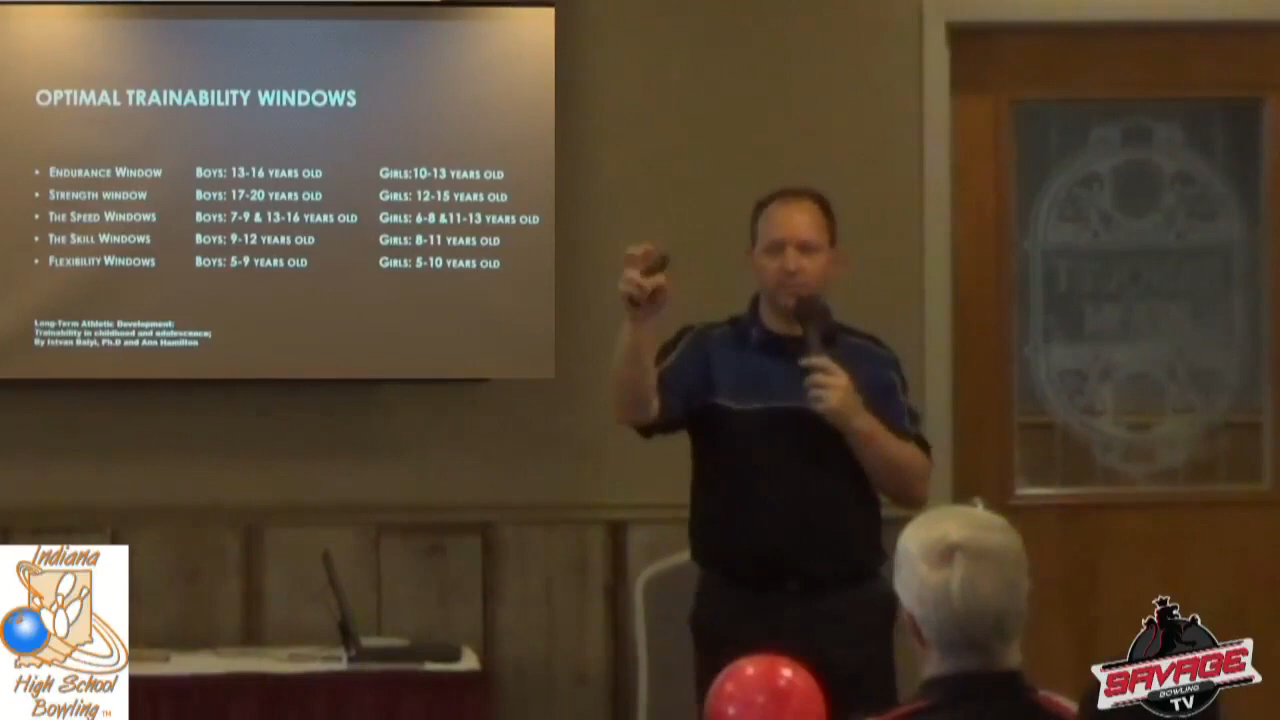 OPTIMAL TRAINABILITY WINDOWS
• ENDURANCE WINDOW BOYS: 13-16 YEARS OLD GIRLS:10-13 YEARS OLD
• STRENGTH WINDOW BOYS: 17-20 YEARS OLD GIRLS: 12-15 YEARS OLD
• THE SPEED WINDOWS BOYS: 7-9 & 13-16 YEARS OLD GIRLS: 6-8 &11-13 YEARS OLD
• THE SKILL WINDOWS BOYS: 9-12 YEARS OLD GIRLS: 8-11 YEARS OLD
• FLEXIBILITY WINDOWS BOYS: 5-9 YEARS OLD GIRLS: 5-10 YEARS OLD
Long-Term Athletic Development:
Trainability in childhood and adolescence;
By Istvan Balyi, Ph.D and Ann Hamilton
Indiana
High School
Bowling TM
SAVAGE
BOWLING
TV